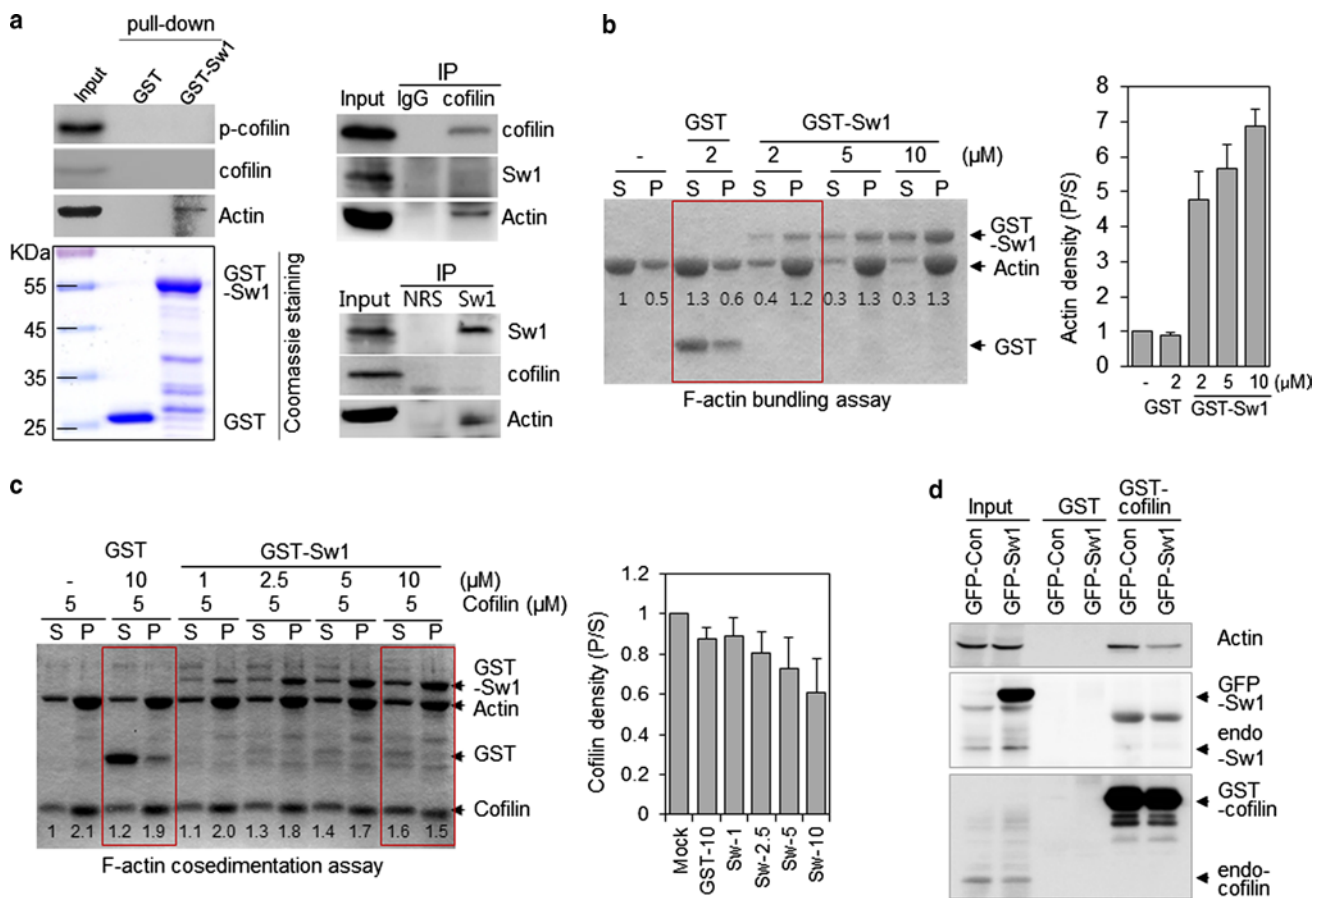 a
pull-down
Input
GST
GST-Sw1
p-cofilin
cofilin
Actin
KDa
55
45
35
25
GST
-Sw1
GST
Coomassie staining
IP
Input IgG cofilin
cofilin
Sw1
Actin
IP
Input NRS Sw1
Sw1
cofilin
Actin
b
GST GST-Sw1
- 2 2 5 10 (µM)
S P S P S P S P S P
GST
-Sw1
Actin
1 0.5 1.3 0.6 0.4 1.2 0.3 1.3 0.3 1.3
GST
F-actin bundling assay
Actin density (P/S)
8
7
6
5
4
3
2
1
0
- 2 2 5 10 (µM)
GST GST-Sw1
c
GST GST-Sw1
- 10 1 2.5 5 10 (µM)
5 5 5 5 5 5 Cofilin (µM)
S P S P S P S P S P S P
GST
-Sw1
Actin
GST
Cofilin
1 2.1 1.2 1.9 1.1 2.0 1.3 1.8 1.4 1.7 1.6 1.5
F-actin cosedimentation assay
Cofilin density (P/S)
1.2
1
0.8
0.6
0.4
0.2
0
Mock
GST-10
Sw-1
Sw-2.5
Sw-5
Sw-10
d
Input GST GST-
cofilin
GFP-Con
GFP-Sw1
GFP-Con
GFP-Sw1
GFP-Con
GFP-Sw1
Actin
GFP
-Sw1
endo
-Sw1
GST
-cofilin
endo-
cofilin